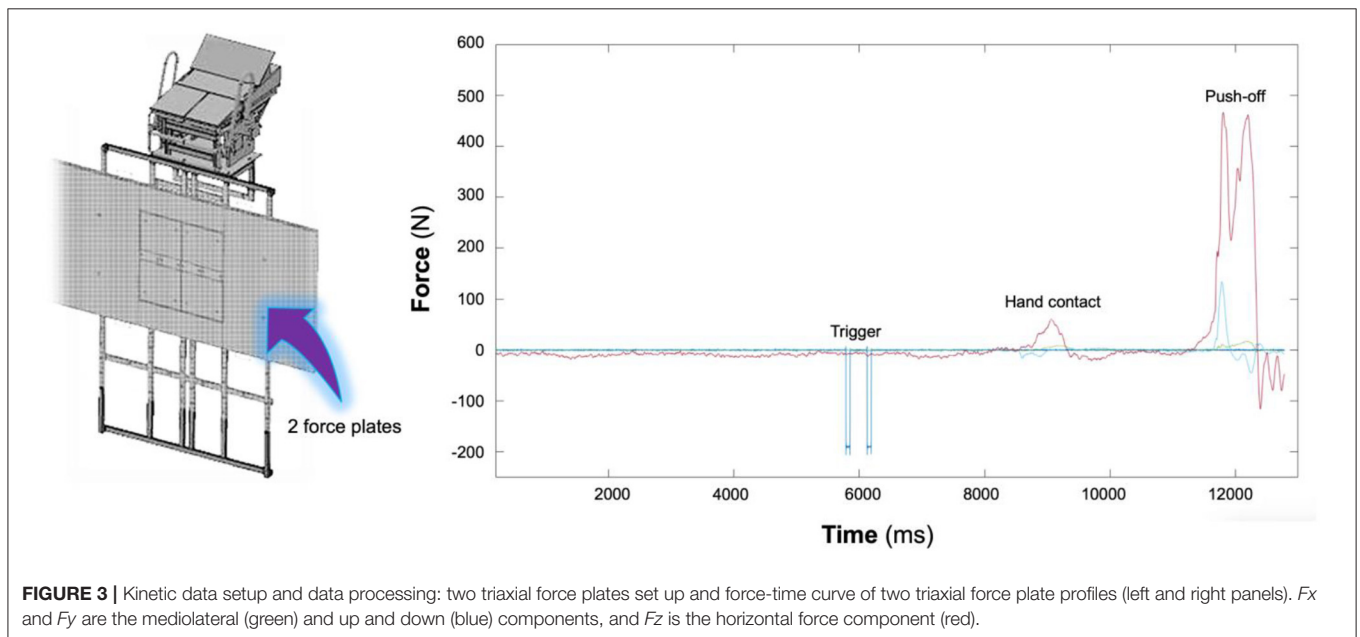 2 force plates
Force (N)
600
500
400
300
200
100
0
-100
-200
Trigger
Hand contact
Push-off
2000
4000
6000
8000
10000
12000
Time (ms)
FIGURE 3 | Kinetic data setup and data processing: two triaxial force plates set up and force-time curve of two triaxial force plate profiles (left and right panels). Fx
and Fy are the mediolateral (green) and up and down (blue) components, and Fz is the horizontal force component (red).